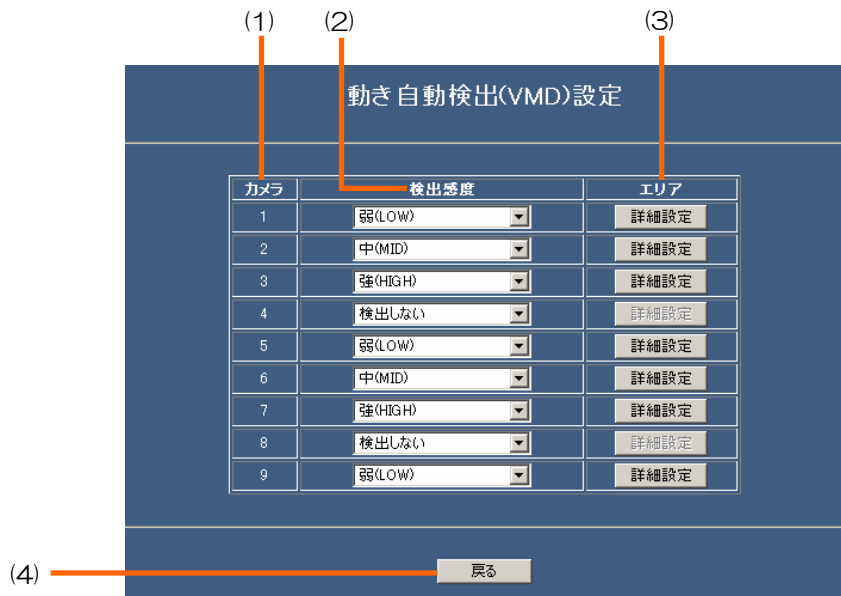 (1) (2) (3)
動き自動検出(VMD)設定
カメラ 検出感度 エリア
1 弱(LOW) 詳細設定
2 中(MID) 詳細設定
3 強(HIGH) 詳細設定
4 検出しない 詳細設定
5 弱(LOW) 詳細設定
6 中(MID) 詳細設定
7 強(HIGH) 詳細設定
8 検出しない 詳細設定
9 弱(LOW) 詳細設定
(4) 戻る